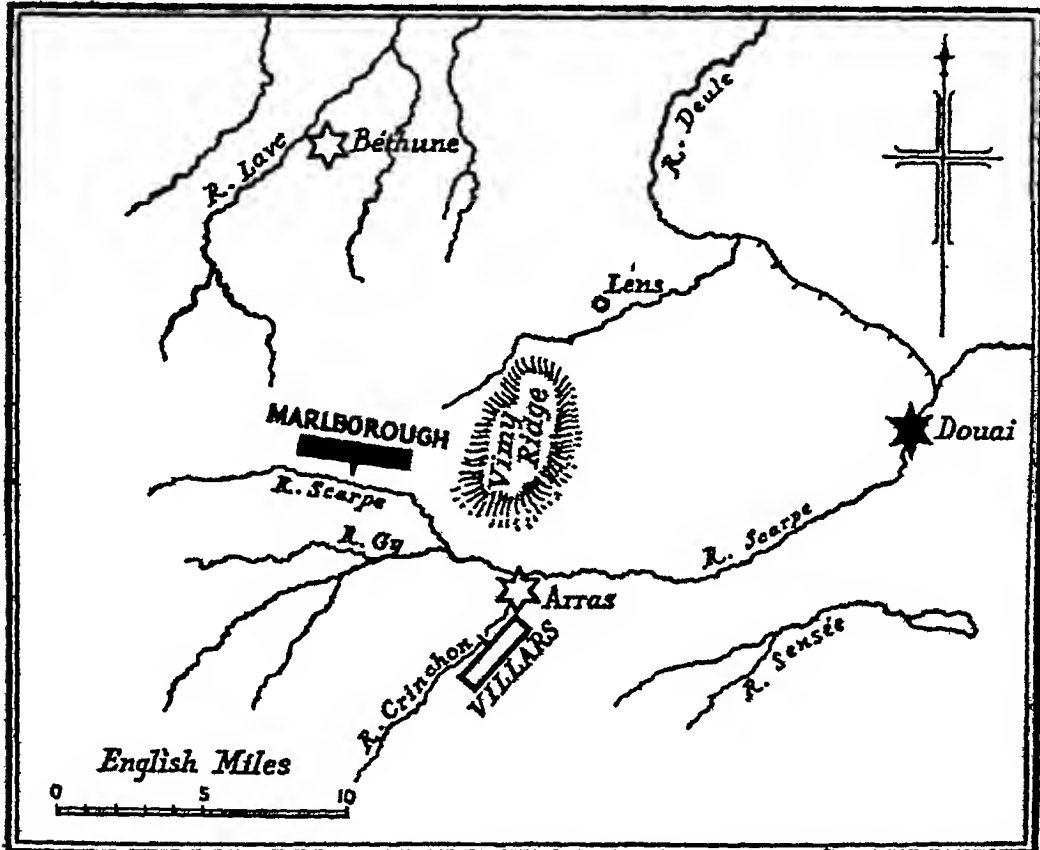 R. Deule
R. Lave
Béthune
Léns
MARLBOROUGH
Vimy
Ridge
Douai
R. Scarpe
R. Gy
R. Scarpe
Arras
R. Crinchon
VILLARS
R. Sensée
English Miles
0 5 10